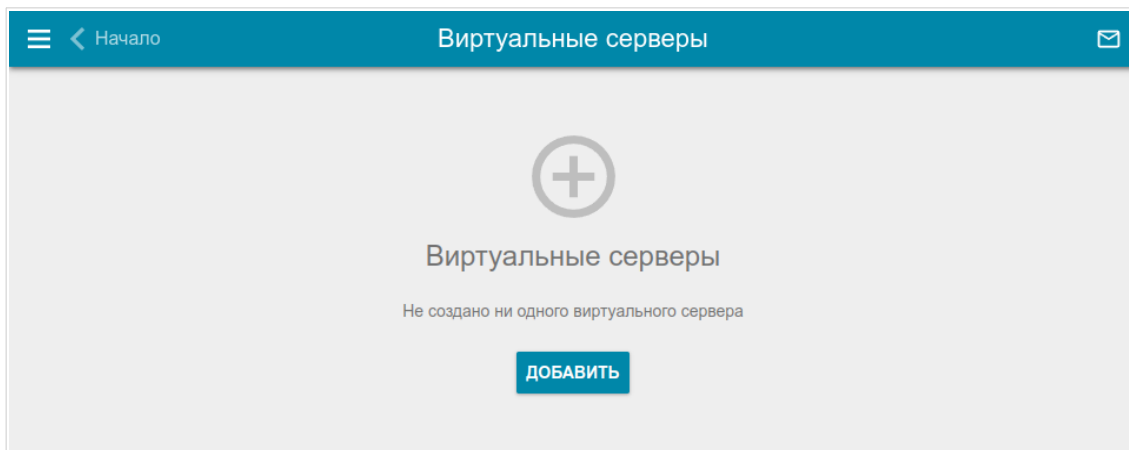 Начало
Виртуальные серверы
Виртуальные серверы
Не создано ни одного виртуального сервера
ДОБАВИТЬ